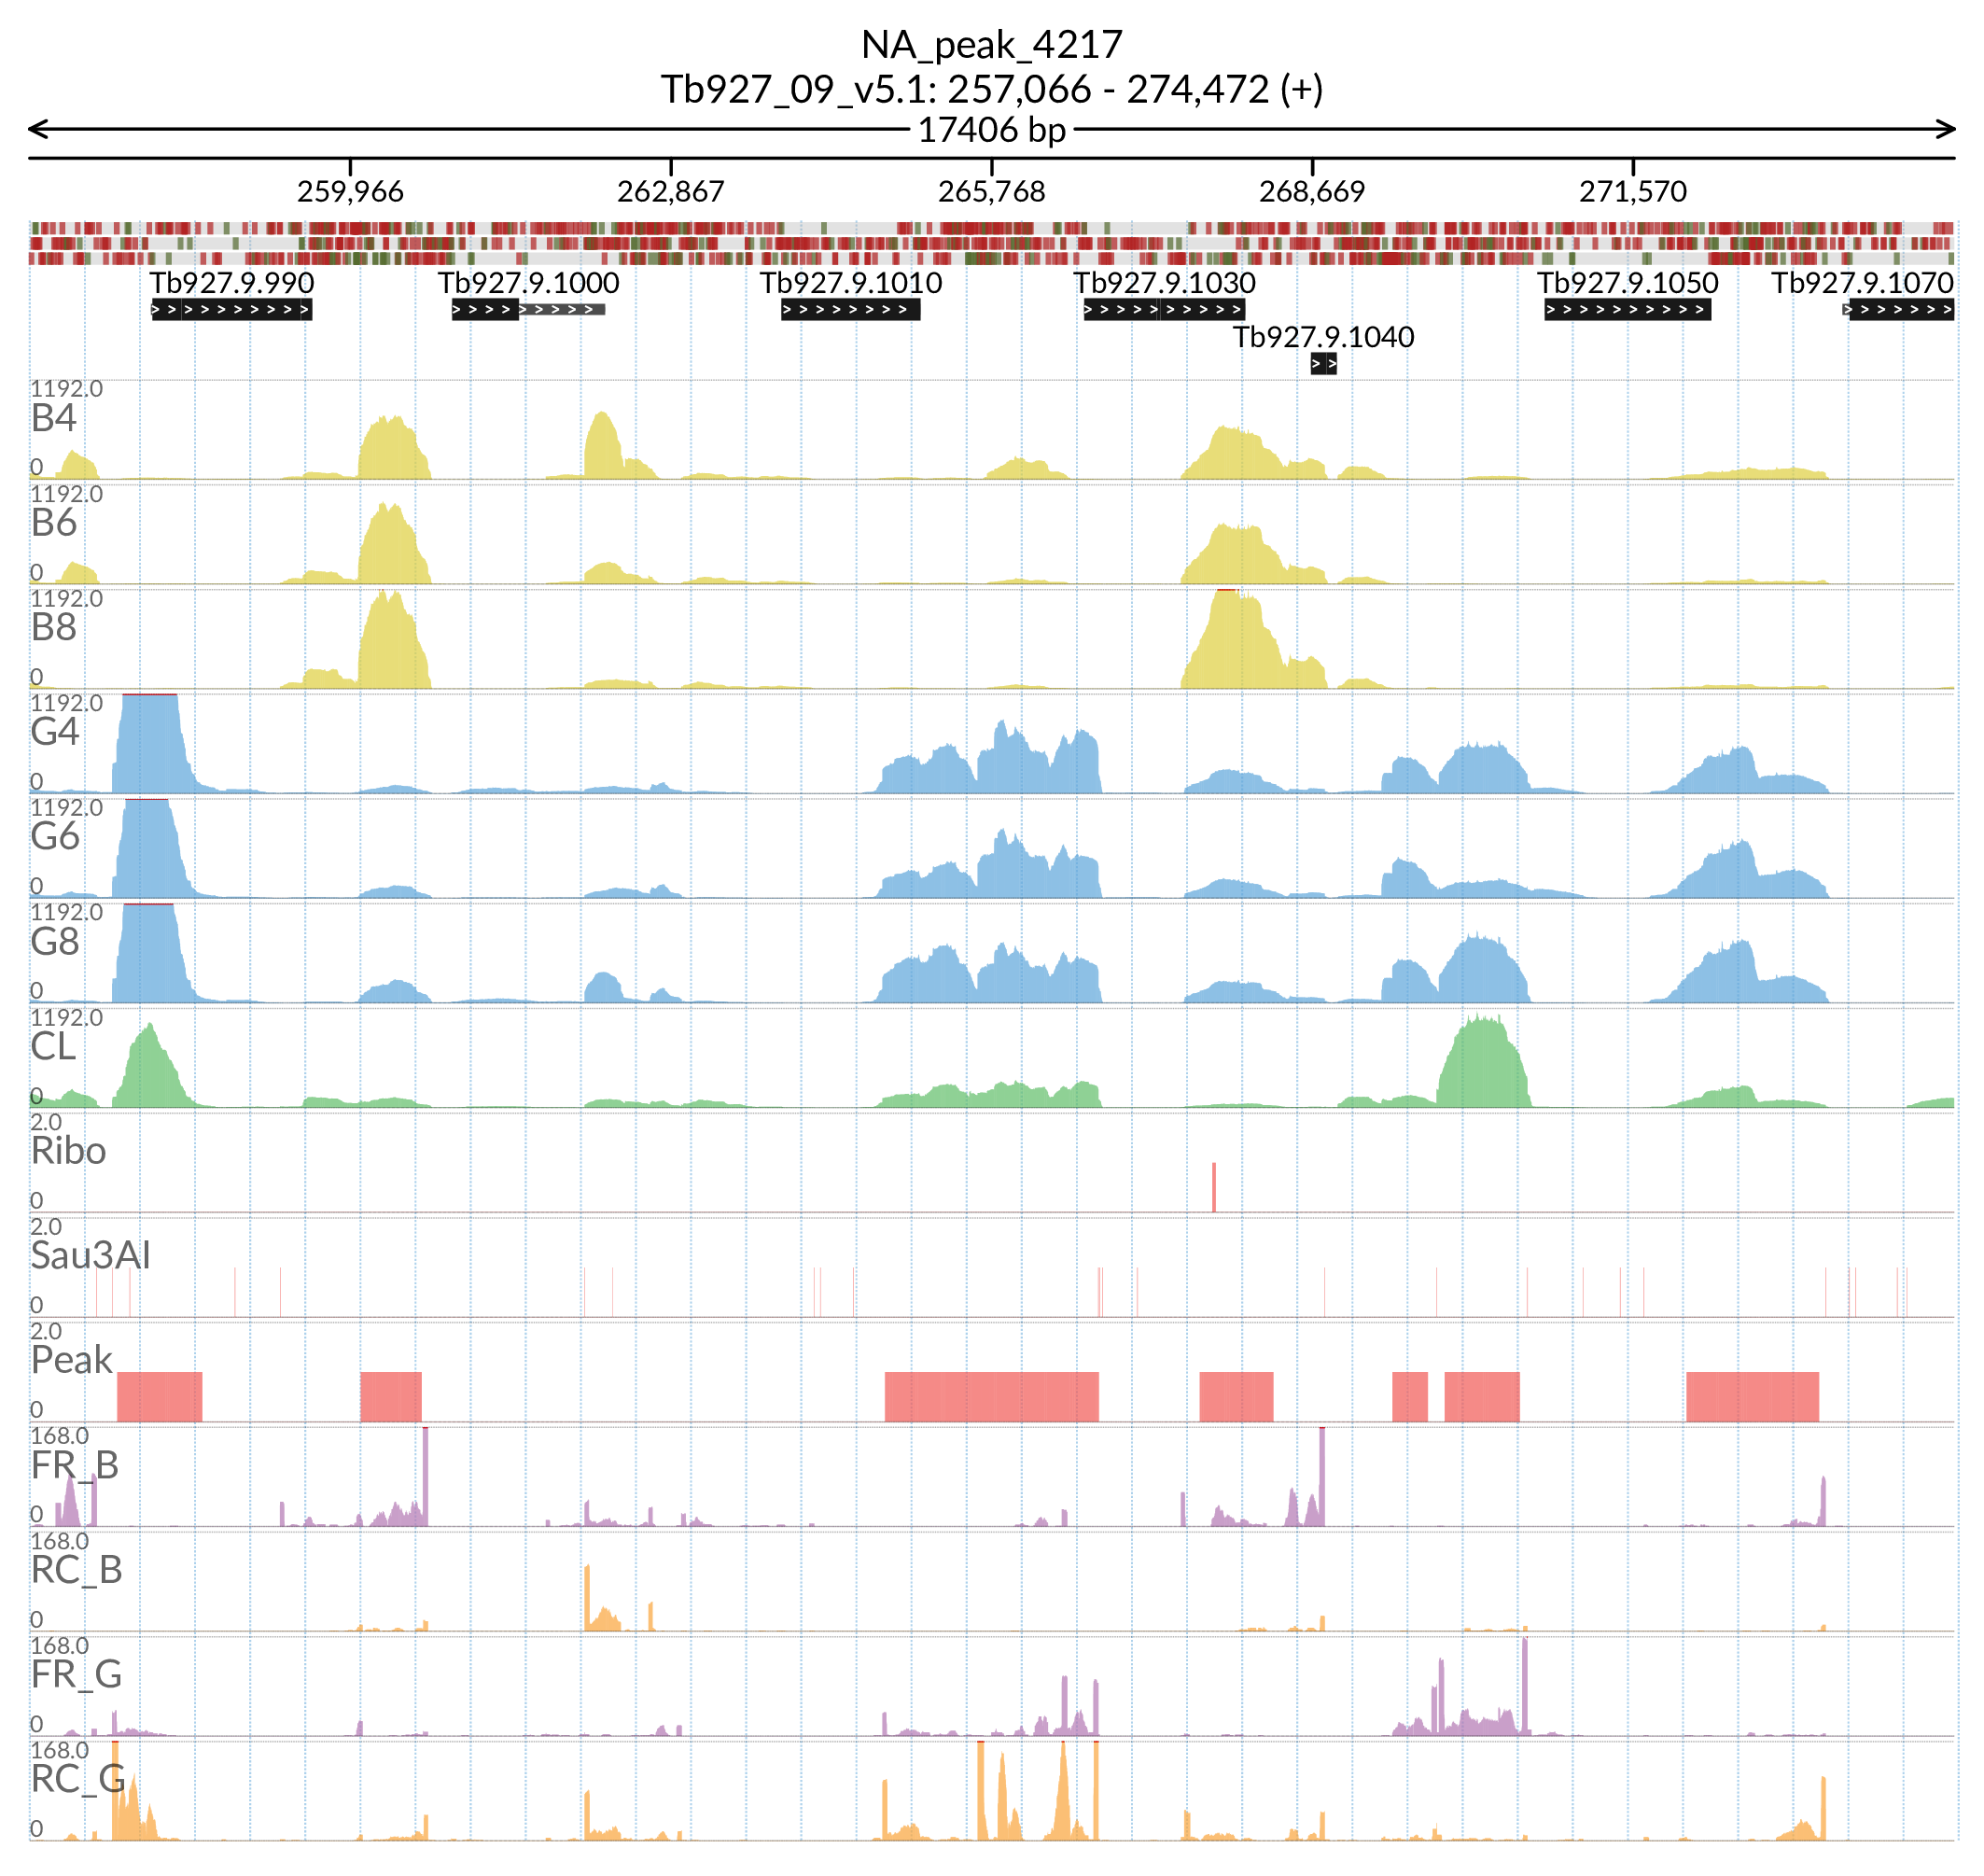 NA_peak_4217
Tb927_09_v5.1: 257,066 - 274,472 (+)
17406 bp
259,966 262,867 265,768 268,669 271,570
Tb927.9.990 Tb927.9.1000 Tb927.9.1010 Tb927.9.1030 Tb927.9.1050 Tb927.9.1070
Tb927.9.1040
1192.0
B4
0
1192.0
B6
0
1192.0
B8
0
1192.0
G4
0
1192.0
G6
0
1192.0
G8
0
1192.0
CL
0
2.0
Ribo
0
2.0
Sau3AI
0
2.0
Peak
0
168.0
FR_B
0
168.0
RC_B
0
168.0
FR_G
0
168.0
RC_G
0